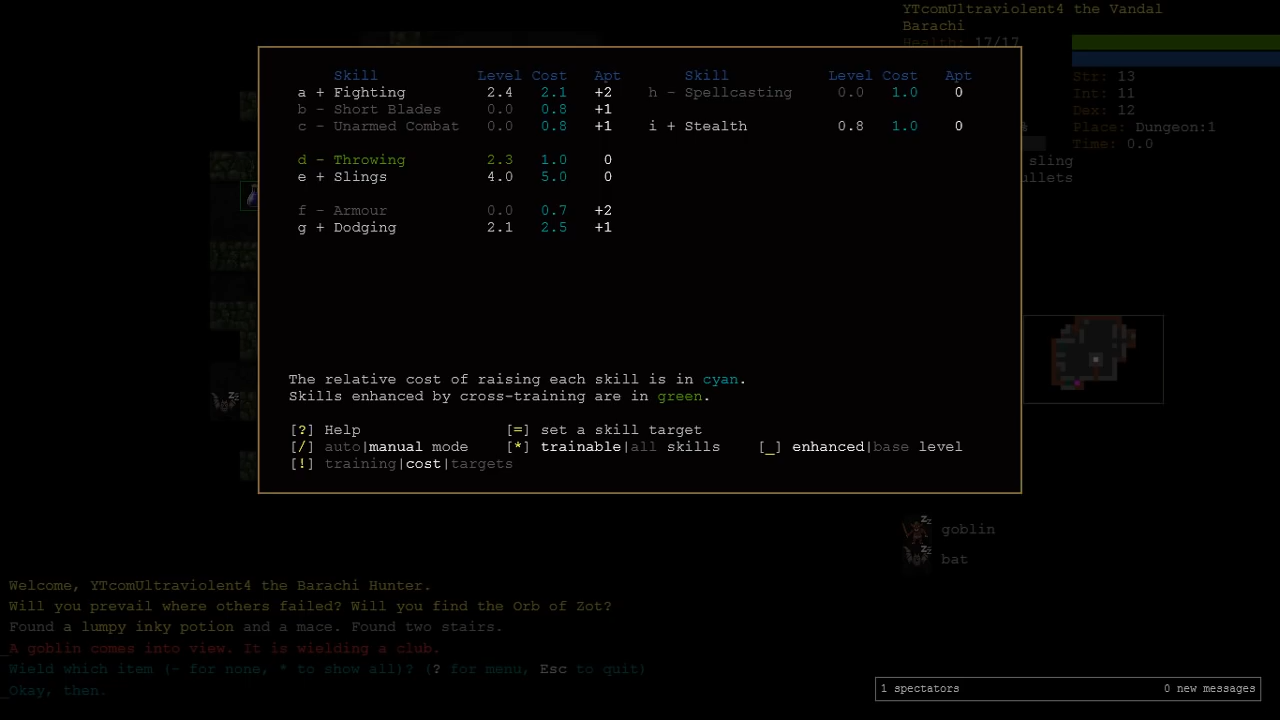 YTcomUltraviolent4 the Vandal
Barachi
Health: 17/17
Str: 13
Int: 11
Dex: 12
Place: Dungeon:1
Time: 0.0
sling
ullets
Skill Level Cost Apt Skill Level Cost Apt
a + Fighting 2.4 2.1 +2 h - Spellcasting 0.0 1.0 0
b - Short Blades 0.0 0.8 +1
c - Unarmed Combat 0.0 0.8 +1 i + Stealth 0.8 1.0 0
d - Throwing 2.3 1.0 0
e + Slings 4.0 5.0 0
f - Armour 0.0 0.7 +2
g + Dodging 2.1 2.5 +1
The relative cost of raising each skill is in cyan.
Skills enhanced by cross-training are in green.
[?] Help [=] set a skill target
[/] auto|manual mode [*] trainable|all skills [_] enhanced|base level
[!] training|cost|targets
goblin
bat
Welcome, YTcomUltraviolent4 the Barachi Hunter.
Will you prevail where others failed? Will you find the Orb of Zot?
Found a lumpy inky potion and a mace. Found two stairs.
_A goblin comes into view. It is wielding a club.
Wield which item (- for none, * to show all)? (? for menu, Esc to quit)
_Okay, then.
1 spectators 0 new messages